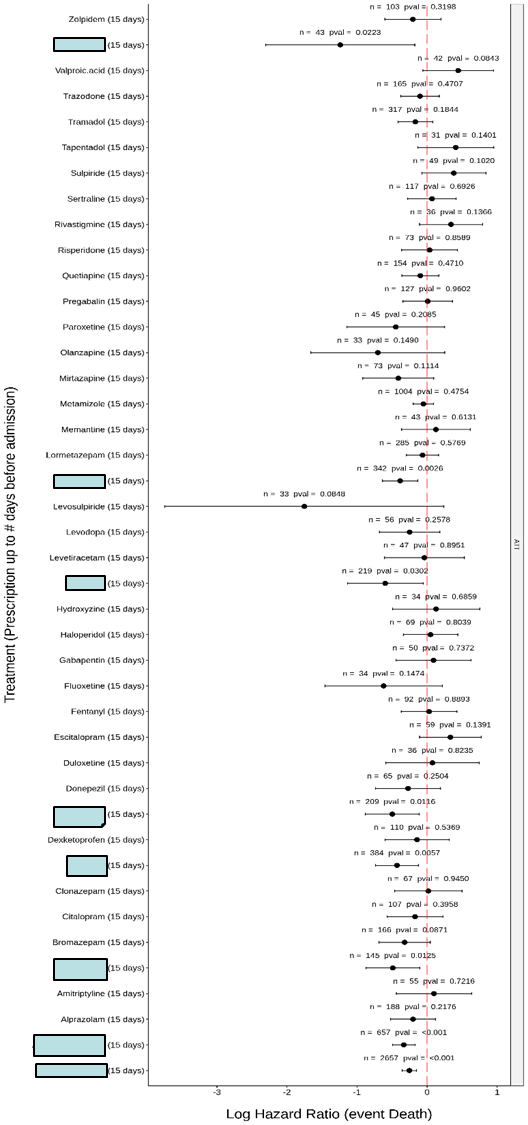 n = 103 pval = 0.3198
Zolpidem (15 days)
n = 43 pval = 0.0223
(15 days)
n = 42 pval = 0.0843
Valproic.acid (15 days)
n = 165 pval = 0.4707
Trazodone (15 days)
n = 317 pval = 0.1844
Tramadol (15 days)
n = 31 pval = 0.1401
Tapentadol (15 days)
n = 49 pval = 0.1020
Sulpiride (15 days)
n = 117 pval = 0.6926
Sertraline (15 days)
n = 36 pval = 0.1366
Rivastigmine (15 days)
n = 73 pval = 0.8589
Risperidone (15 days)
n = 154 pval = 0.4710
Quetiapine (15 days)
n = 127 pval = 0.9602
Pregabalin (15 days)
n = 45 pval = 0.2085
Paroxetine (15 days)
n = 33 pval = 0.1490
Olanzapine (15 days)
n = 73 pval = 0.1114
Mirtazapine (15 days)
n = 1004 pval = 0.4754
Metamizole (15 days)
n = 43 pval = 0.6131
Memantine (15 days)
n = 285 pval = 0.5769
Lormetazepam (15 days)
n = 342 pval = 0.0026
(15 days)
n = 33 pval = 0.0848
Levosulpiride (15 days)
n = 56 pval = 0.2578
Levodopa (15 days)
n = 47 pval = 0.8951
Levetiracetam (15 days)
n = 219 pval = 0.0302
(15 days)
n = 34 pval = 0.6859
Hydroxyzine (15 days)
n = 69 pval = 0.8039
Haloperidol (15 days)
n = 50 pval = 0.7372
Gabapentin (15 days)
n = 34 pval = 0.1474
Fluoxetine (15 days)
n = 92 pval = 0.8893
Fentanyl (15 days)
n = 59 pval = 0.1391
Escitalopram (15 days)
n = 36 pval = 0.8235
Duloxetine (15 days)
n = 65 pval = 0.2504
Donepezil (15 days)
n = 209 pval = 0.0116
(15 days)
n = 110 pval = 0.5369
Dexketoprofen (15 days)
n = 384 pval = 0.0057
(15 days)
n = 67 pval = 0.9450
Clonazepam (15 days)
n = 107 pval = 0.3958
Citalopram (15 days)
n = 166 pval = 0.0871
Bromazepam (15 days)
n = 145 pval = 0.0125
(15 days)
n = 55 pval = 0.7216
Amitriptyline (15 days)
n = 188 pval = 0.2176
Alprazolam (15 days)
n = 657 pval = <0.001
(15 days)
n = 2657 pval = <0.001
(15 days)
Treatment (Prescription up to # days before admission)
-3 -2 -1 0 1
Log Hazard Ratio (event Death)